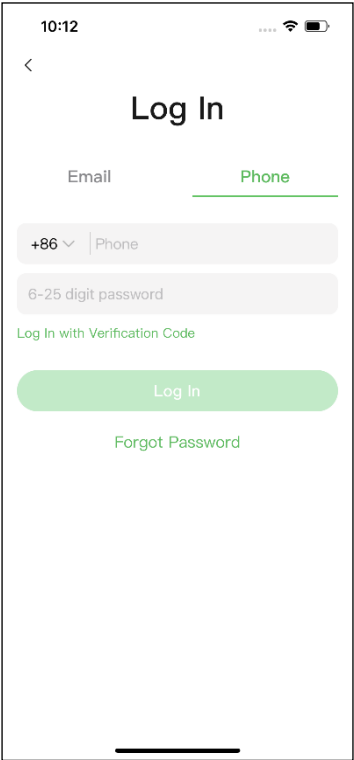 10:12
Log In
Email Phone
+86 Phone
6-25 digit password
Log In with Verification Code
Log In
Forgot Password